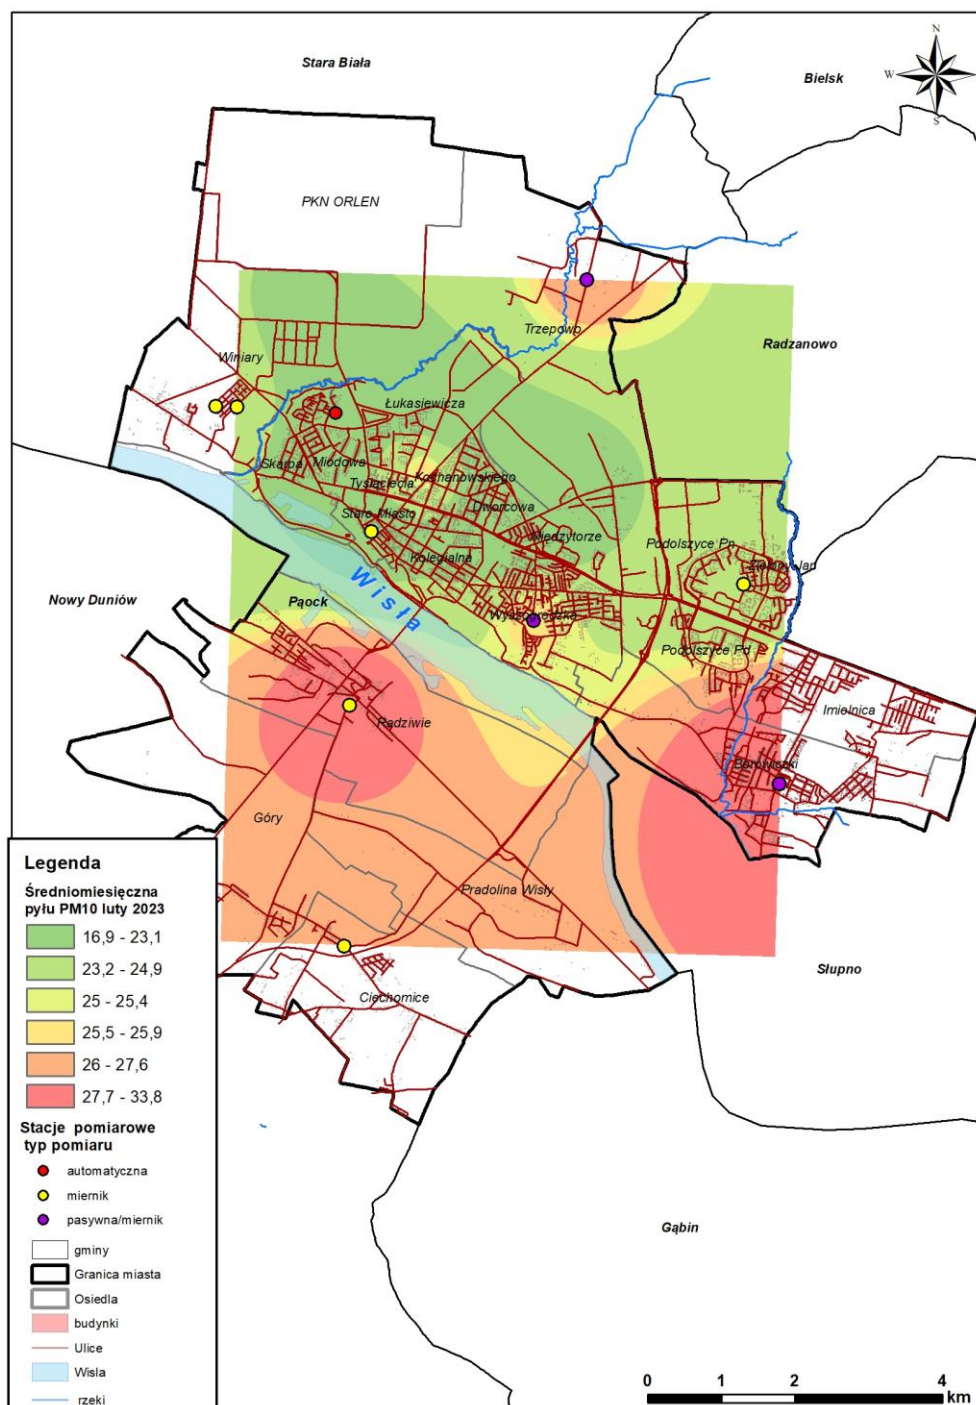 Stara Biała
Bielsk
N
W
S
PKN ORLEN
Trzepowo
Radzanowo
Winiary
Łukasiewicza
Skarpa
Miodowa
Kochanowskiego
Tysiąclecia
Dworcowa
Stare Miasto
Międzytorze
Podolszyce Pn
Kolegialna
Zielony Jar
Nowy Duniów
Pąock
Wisła
Wyszogrodzka
Podolszyce Pd
Imielnica
Radziwie
Borowiczki
Góry
Pradolina Wisły
Słupno
Ciechomice
Gąbin
Legenda
Średniomiesięczna
pyłu PM10 luty 2023
16,9 - 23,1
23,2 - 24,9
25 - 25,4
25,5 - 25,9
26 - 27,6
27,7 - 33,8
Stacje pomiarowe
typ pomiaru
automatyczna
miernik
pasywna/miernik
gminy
Granica miasta
Osiedla
budynki
Ulice
Wisla
rzeki
0 1 2 4
km